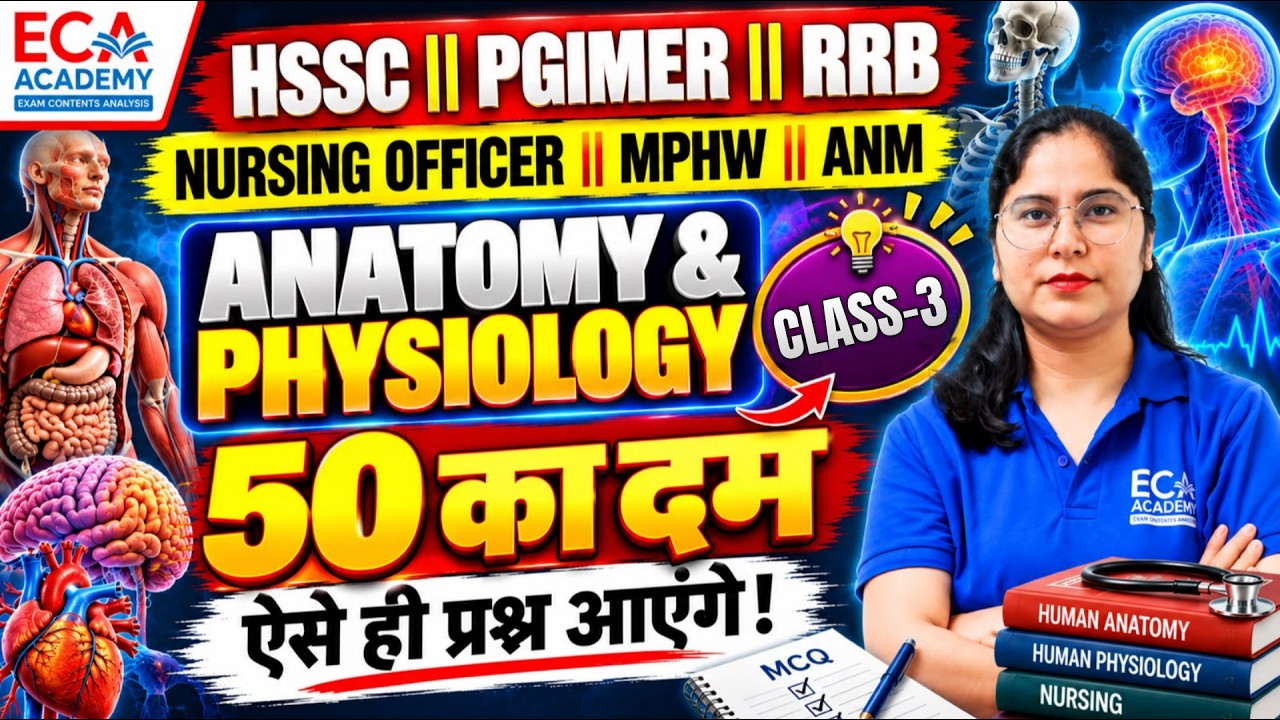 ECA
ACADEMY
EXAM CONTENTS ANALYSIS
HSSC || PGIMER || RRB
NURSING OFFICER || MPHW || ANM
ANATOMY &
PHYSIOLOGY
CLASS-3
50 का दम
ऐसे ही प्रश्न आएंगे!
MCQ
ECA
ACADEMY
HUMAN ANATOMY
HUMAN PHYSIOLOGY
NURSING